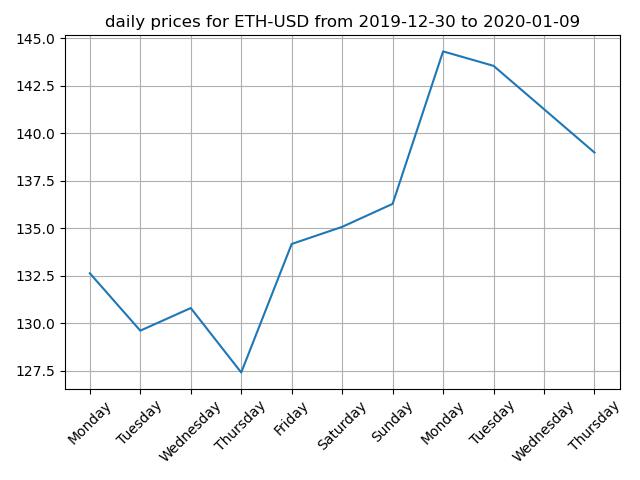 daily prices for ETH-USD from 2019-12-30 to 2020-01-09
145.0
142.5
140.0
137.5
135.0
132.5
130.0
127.5
Monday
Tuesday
Wednesday
Thursday
Friday
Saturday
Sunday
Monday
Tuesday
Wednesday
Thursday